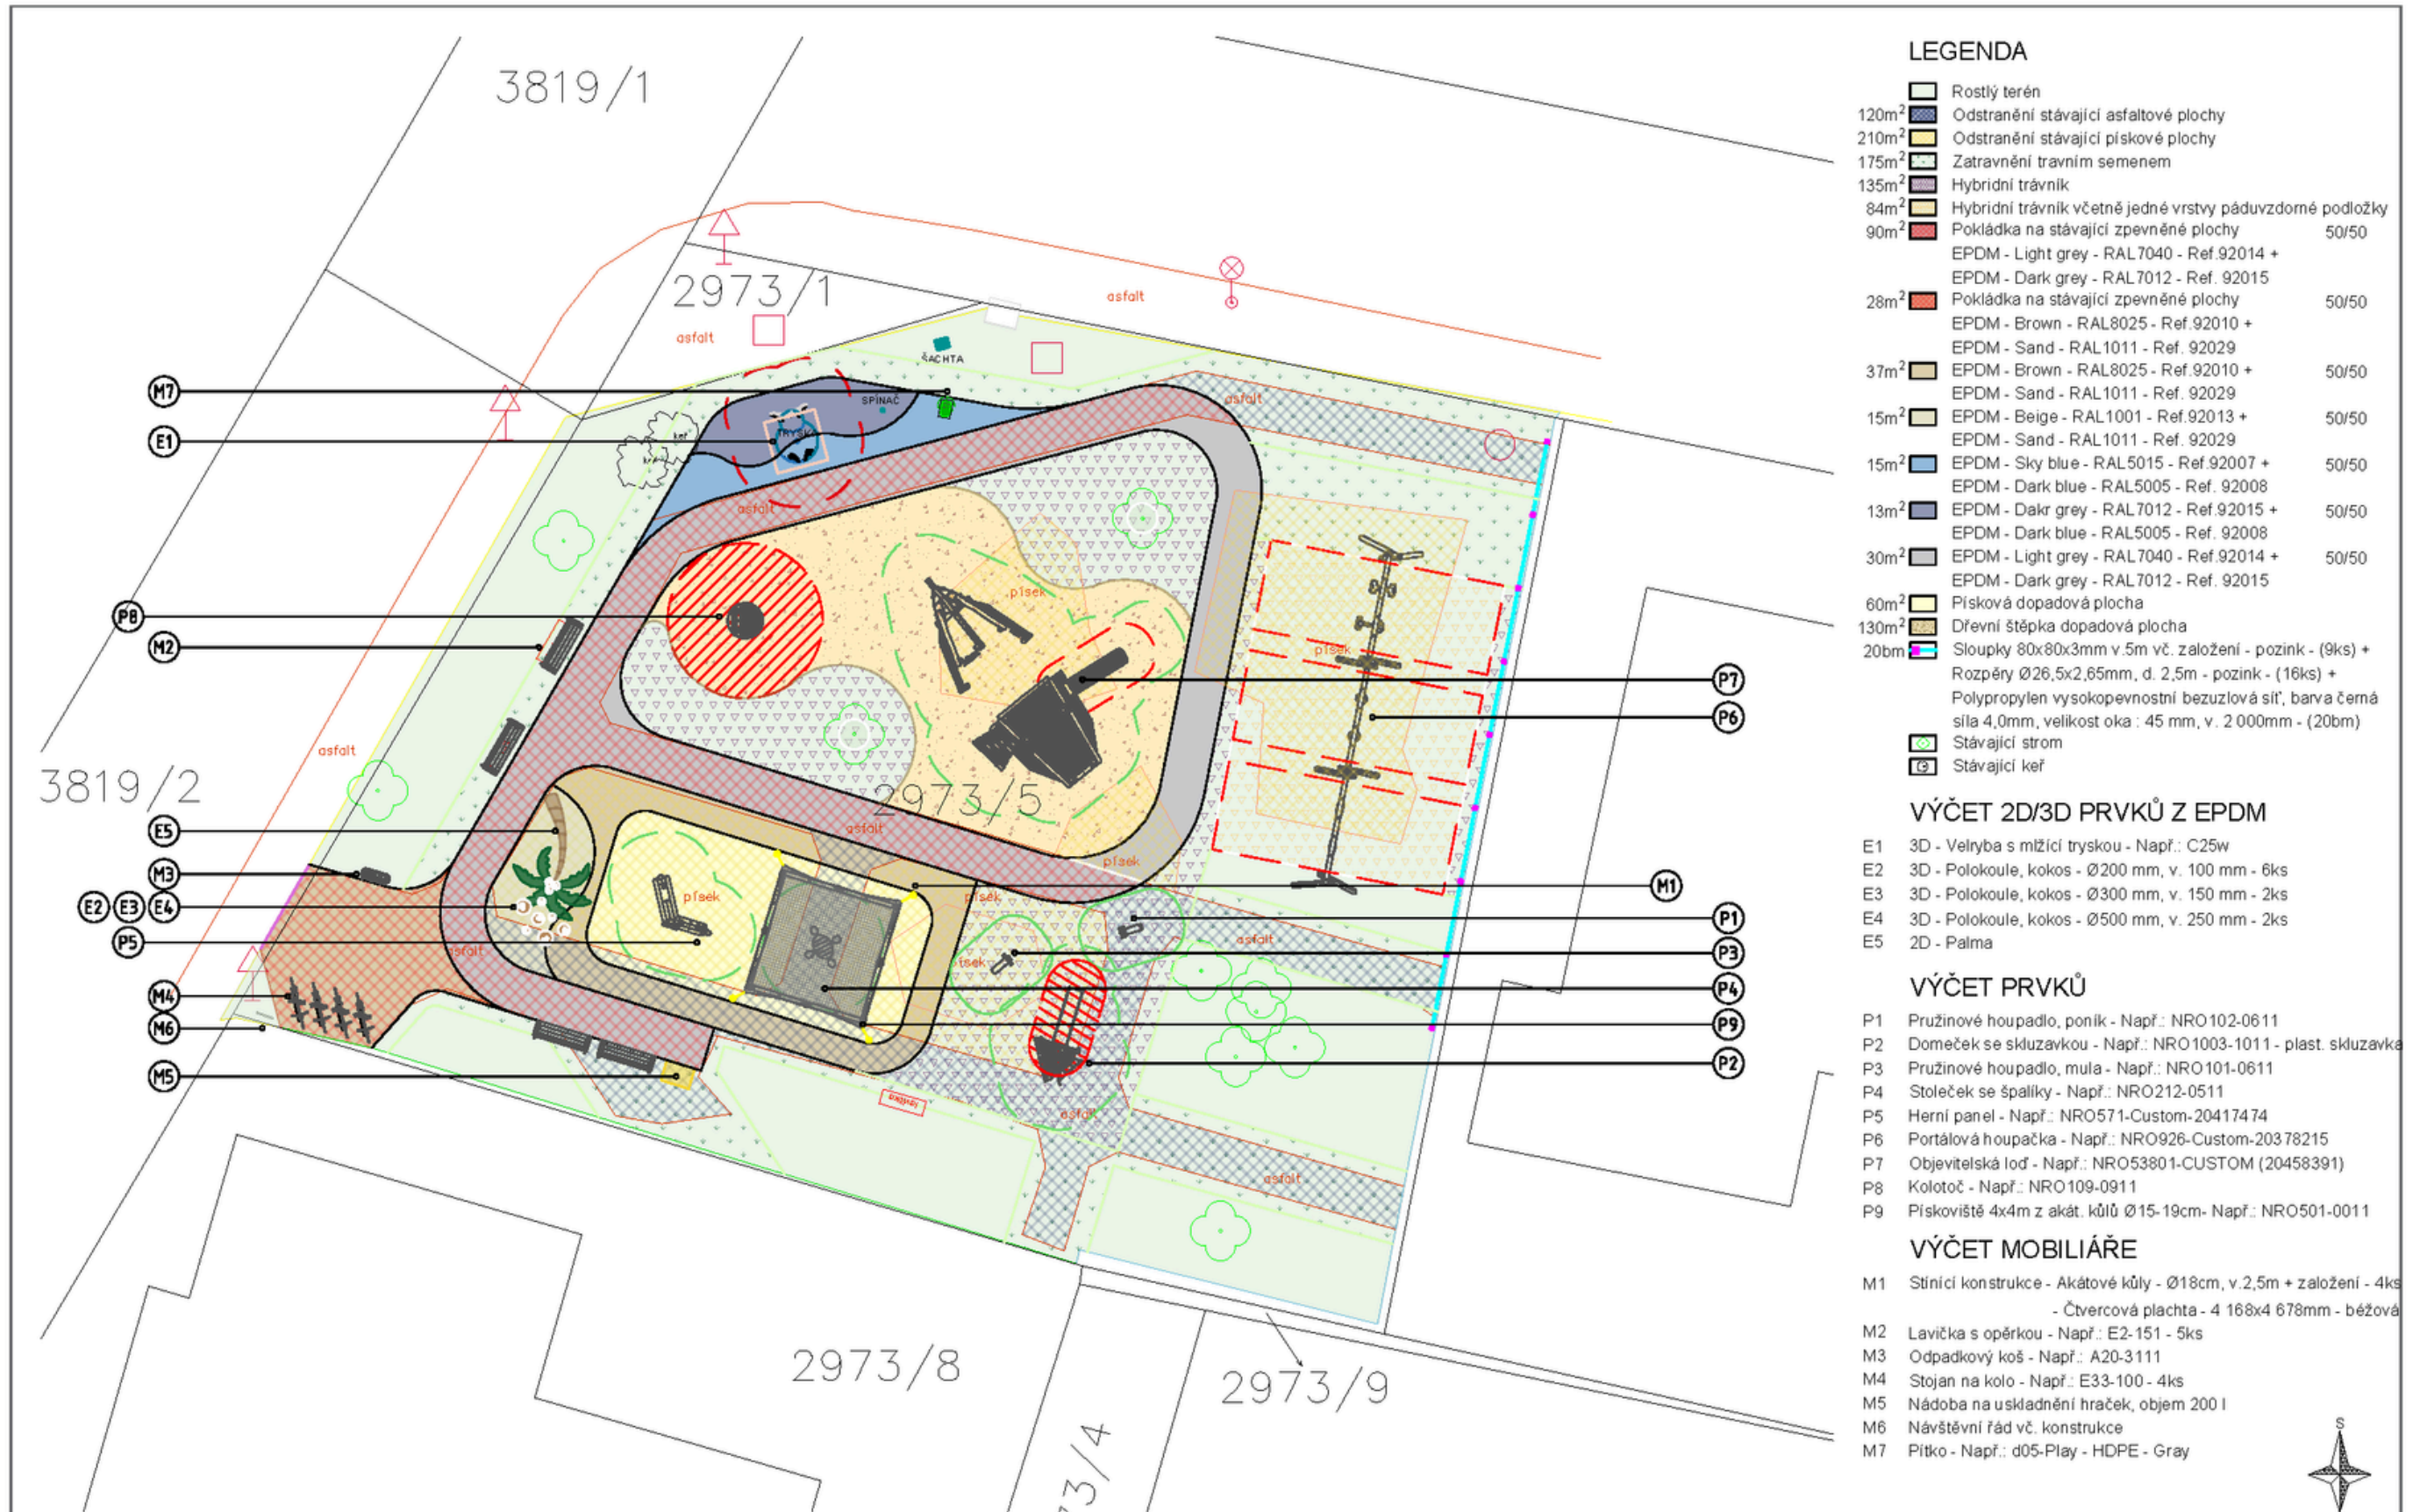 3819/1
2973/1
asfalt
asfalt
ŠACHTA
SPÍNAČ
TRYSKA
keř
keř
M7
E1
asfalt
asfalt
písek
písek
P8
M2
P7
P6
asfalt
3819/2
2973/5
asfalt
písek
E5
M3
E2 E3 E4
P5
M4
M6
M5
písek
písek
asfalt
asfalt
M1
P1
P3
P4
P9
P2
asfalt
asfalt
2973/8
2973/9
73/4
LEGENDA
Rostlý terén
120m² Odstranění stávající asfaltové plochy
210m² Odstranění stávající pískové plochy
175m² Zatravnění travním semenem
135m² Hybridní trávník
84m² Hybridní trávník včetně jedné vrstvy páduvzdorné podložky
90m² Pokládka na stávající zpevněné plochy 50/50
EPDM - Light grey - RAL7040 - Ref.92014 +
EPDM - Dark grey - RAL7012 - Ref. 92015
28m² Pokládka na stávající zpevněné plochy 50/50
EPDM - Brown - RAL8025 - Ref.92010 +
EPDM - Sand - RAL1011 - Ref. 92029
37m² EPDM - Brown - RAL8025 - Ref.92010 + 50/50
EPDM - Sand - RAL1011 - Ref. 92029
15m² EPDM - Beige - RAL1001 - Ref.92013 + 50/50
EPDM - Sand - RAL1011 - Ref. 92029
15m² EPDM - Sky blue - RAL5015 - Ref.92007 + 50/50
EPDM - Dark blue - RAL5005 - Ref. 92008
13m² EPDM - Dakr grey - RAL7012 - Ref.92015 + 50/50
EPDM - Dark blue - RAL5005 - Ref. 92008
30m² EPDM - Light grey - RAL7040 - Ref.92014 + 50/50
EPDM - Dark grey - RAL7012 - Ref. 92015
60m² Písková dopadová plocha
130m² Dřevní štěpka dopadová plocha
20bm Sloupky 80x80x3mm v.5m vč. založení - pozink - (9ks) +
Rozpěry Ø26,5x2,65mm, d. 2,5m - pozink - (16ks) +
Polypropylen vysokopevnostní bezuzlová síť, barva černá
síla 4,0mm, velikost oka : 45 mm, v. 2 000mm - (20bm)
Stávající strom
Stávající keř
VÝČET 2D/3D PRVKŮ Z EPDM
E1 3D - Velryba s mlžící tryskou - Např.: C25w
E2 3D - Polokoule, kokos - Ø200 mm, v. 100 mm - 6ks
E3 3D - Polokoule, kokos - Ø300 mm, v. 150 mm - 2ks
E4 3D - Polokoule, kokos - Ø500 mm, v. 250 mm - 2ks
E5 2D - Palma
VÝČET PRVKŮ
P1 Pružinové houpadlo, poník - Např.: NRO102-0611
P2 Domeček se skluzavkou - Např.: NRO1003-1011 - plast. skluzavka
P3 Pružinové houpadlo, mula - Např.: NRO101-0611
P4 Stoleček se špalíky - Např.: NRO212-0511
P5 Herní panel - Např.: NRO571-Custom-20417474
P6 Portálová houpačka - Např.: NRO926-Custom-20378215
P7 Objevitelská loď - Např.: NRO53801-CUSTOM (20458391)
P8 Kolotoč - Např.: NRO109-0911
P9 Pískoviště 4x4m z akát. kůlů Ø15-19cm- Např.: NRO501-0011
VÝČET MOBILIÁŘE
M1 Stínící konstrukce - Akátové kůly - Ø18cm, v.2,5m + založení - 4ks
- Čtvercová plachta - 4 168x4 678mm - béžová
M2 Lavička s opěrkou - Např.: E2-151 - 5ks
M3 Odpadkový koš - Např.: A20-3111
M4 Stojan na kolo - Např.: E33-100 - 4ks
M5 Nádoba na uskladnění hraček, objem 200 l
M6 Návštěvní řád vč. konstrukce
M7 Pítko - Např.: d05-Play - HDPE - Gray
S